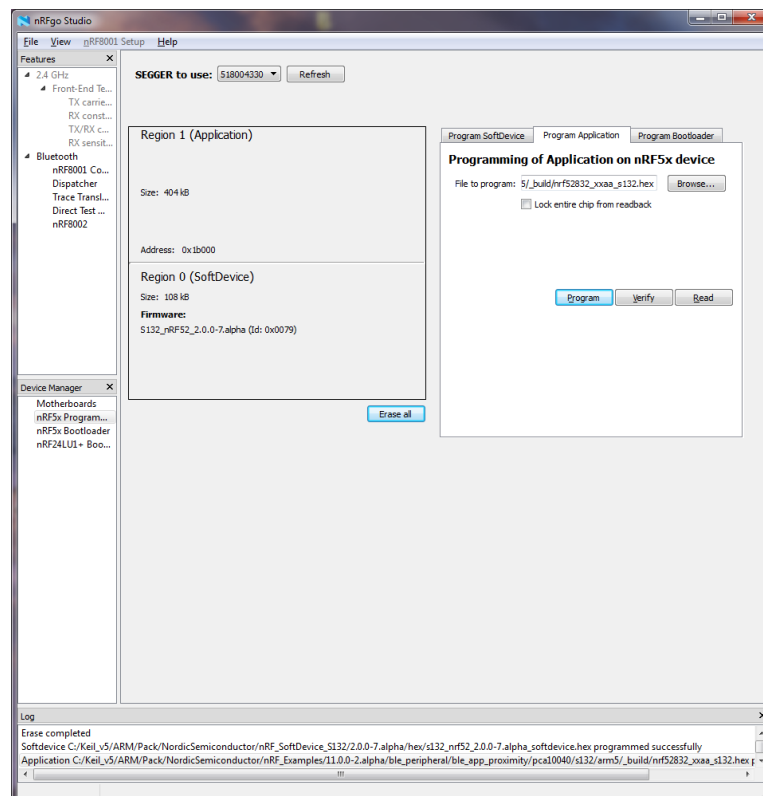 nRFgo Studio
File View nRF8001 Setup Help
Features
2.4 GHz
Front-End Te...
TX carrie...
RX const...
TX/RX c...
RX sensit...
Bluetooth
nRF8001 Co...
Dispatcher
Trace Transl...
Direct Test ...
nRF8002
Device Manager
Motherboards
nRF5x Program...
nRF5x Bootloader
nRF24LU1+ Boo...
SEGGER to use: 518004330 Refresh
Region 1 (Application)
Size: 404 kB
Address: 0x1b000
Region 0 (SoftDevice)
Size: 108 kB
Firmware:
S132_nRF52_2.0.0-7.alpha (Id: 0x0079)
Erase all
Program SoftDevice Program Application Program Bootloader
Programming of Application on nRF5x device
File to program: 5/_build/nrf52832_xxaa_s132.hex Browse...
Lock entire chip from readback
Program Verify Read
Log
Erase completed
Softdevice C:/Keil_v5/ARM/Pack/NordicSemiconductor/nRF_SoftDevice_S132/2.0.0-7.alpha/hex/s132_nrf52_2.0.0-7.alpha_softdevice.hex programmed successfully
Application C:/Keil_v5/ARM/Pack/NordicSemiconductor/nRF_Examples/11.0.0-2.alpha/ble_peripheral/ble_app_proximity/pca10040/s132/arm5/_build/nrf52832_xxaa_s132.hex p